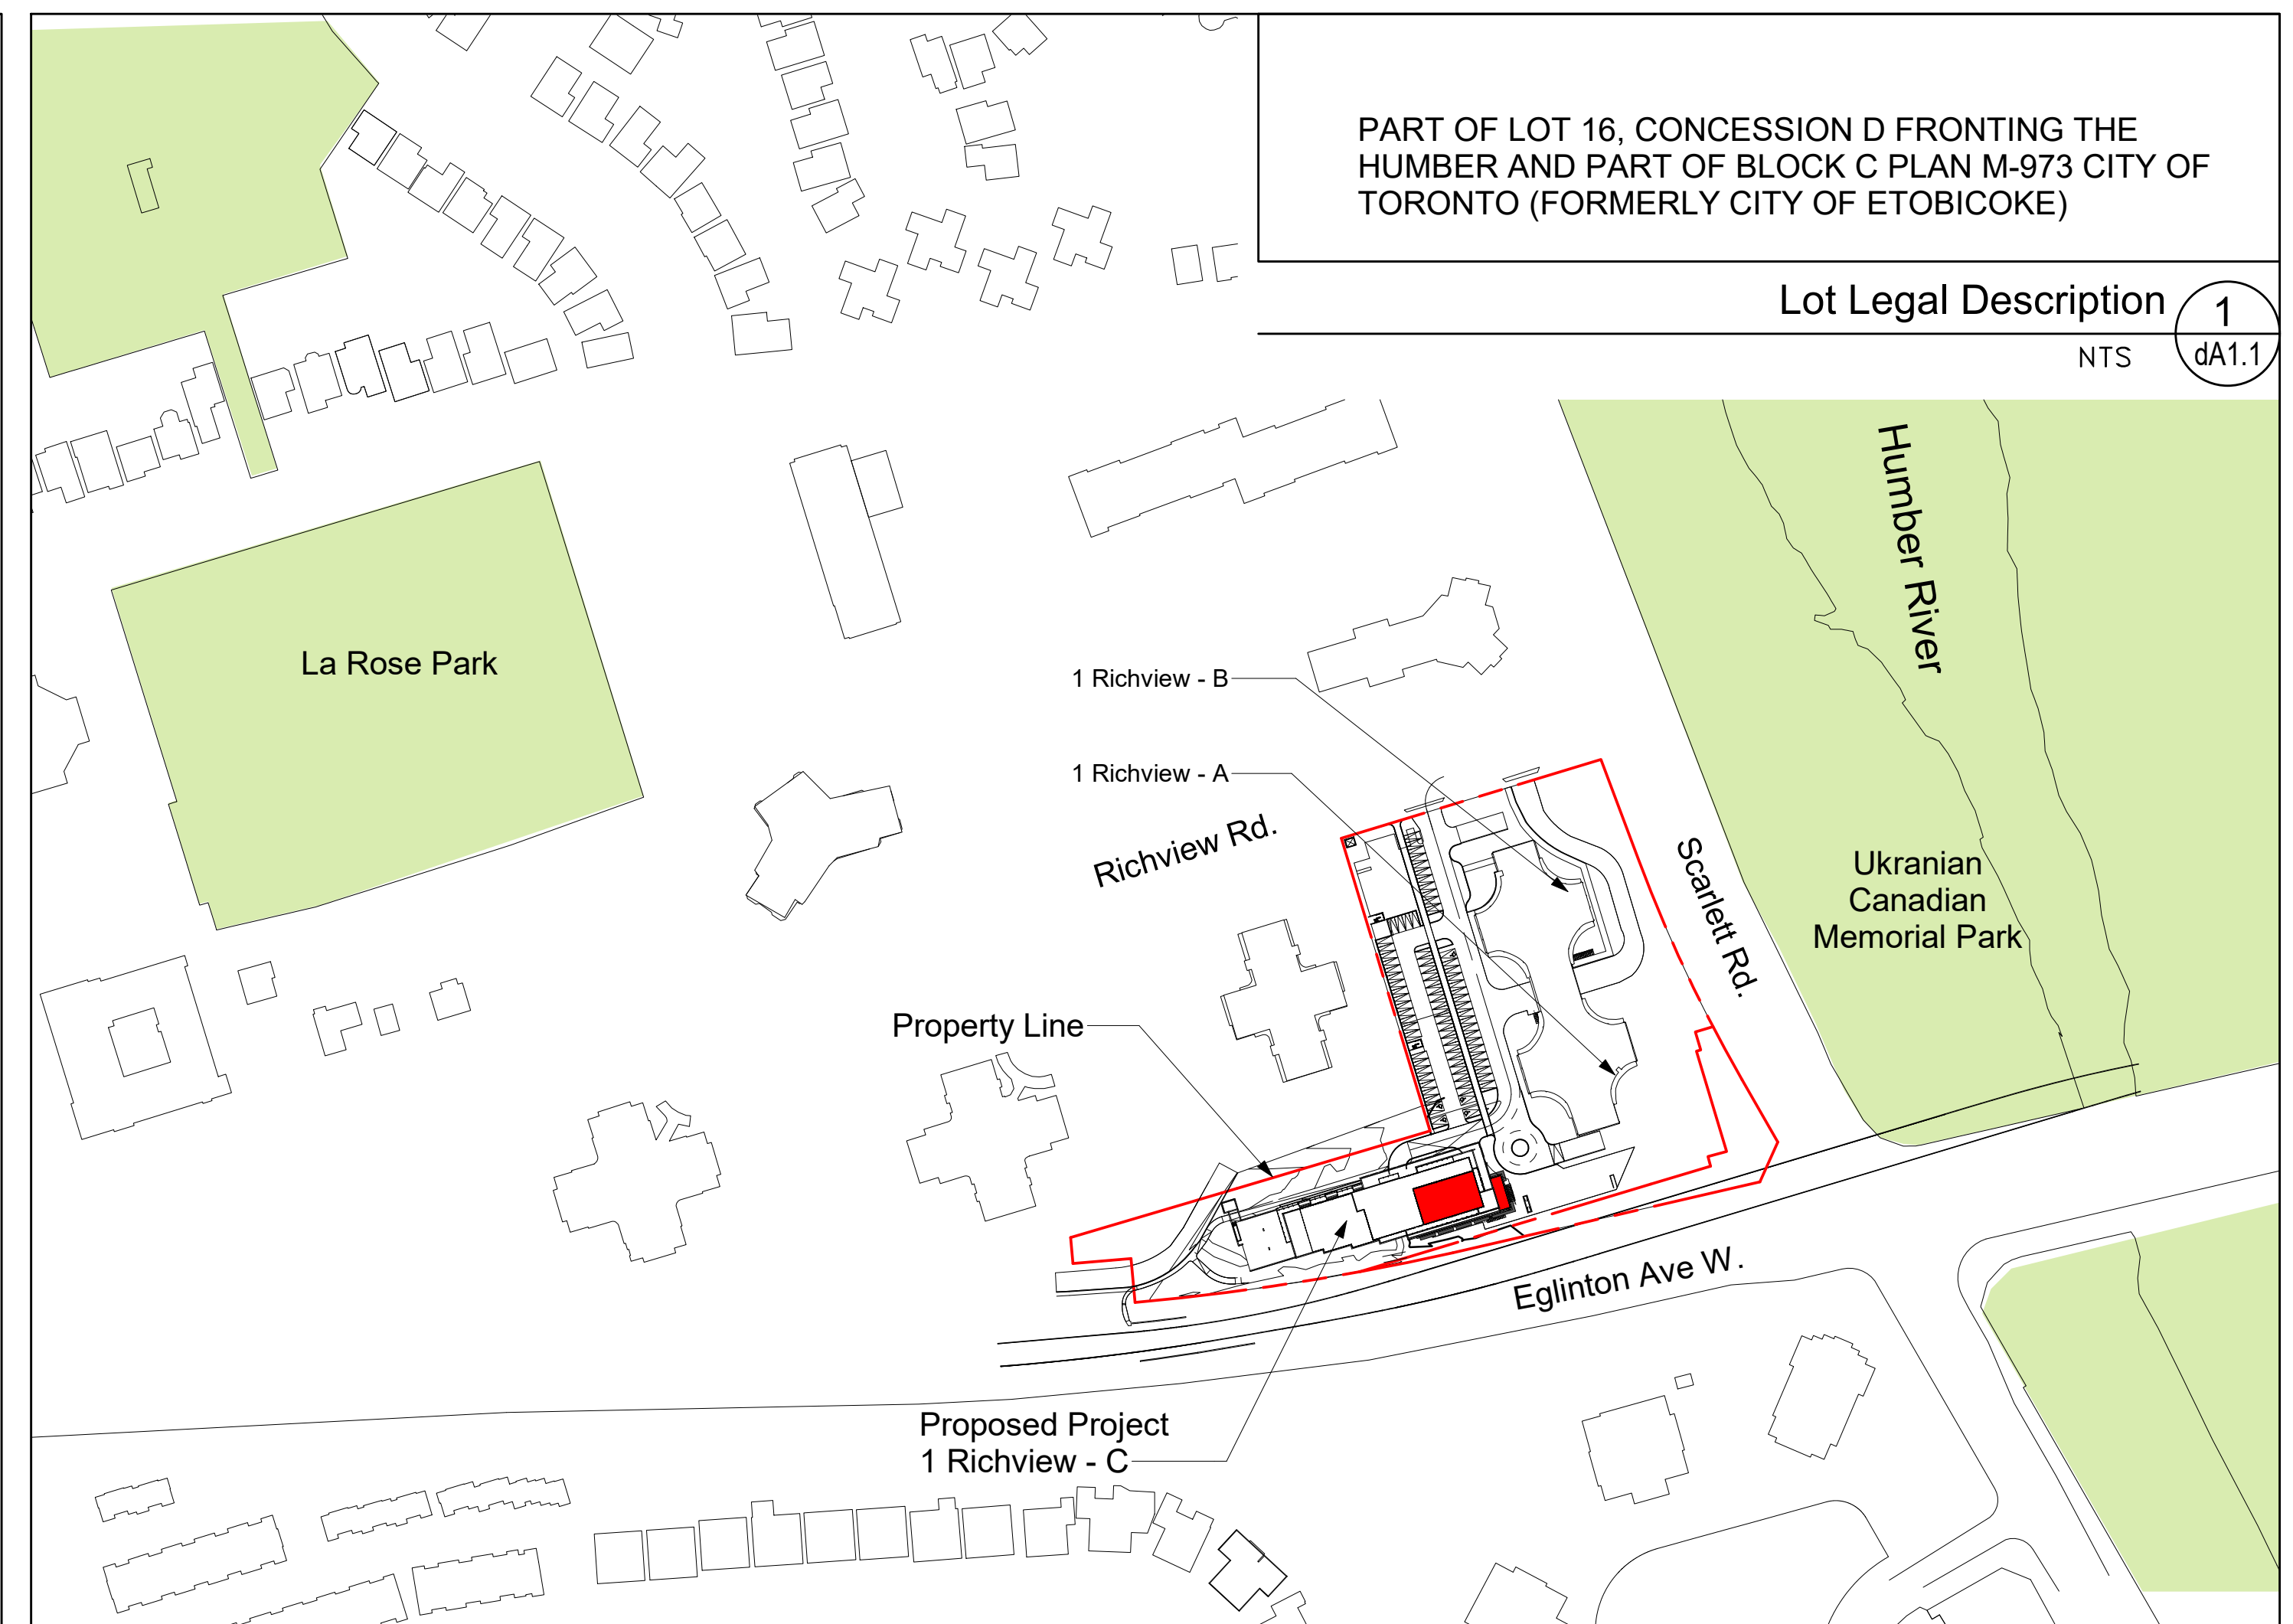 PART OF LOT 16, CONCESSION D FRONTING THE
HUMBER AND PART OF BLOCK C PLAN M-973 CITY OF
TORONTO (FORMERLY CITY OF ETOBICOKE)
Lot Legal Description
1
NTS
dA1.1
Humber River
La Rose Park
1 Richview - B
1 Richview - A
Richview Rd.
Scarlett Rd.
Ukranian
Canadian
Memorial Park
Property Line
Eglinton Ave W.
Proposed Project
1 Richview - C